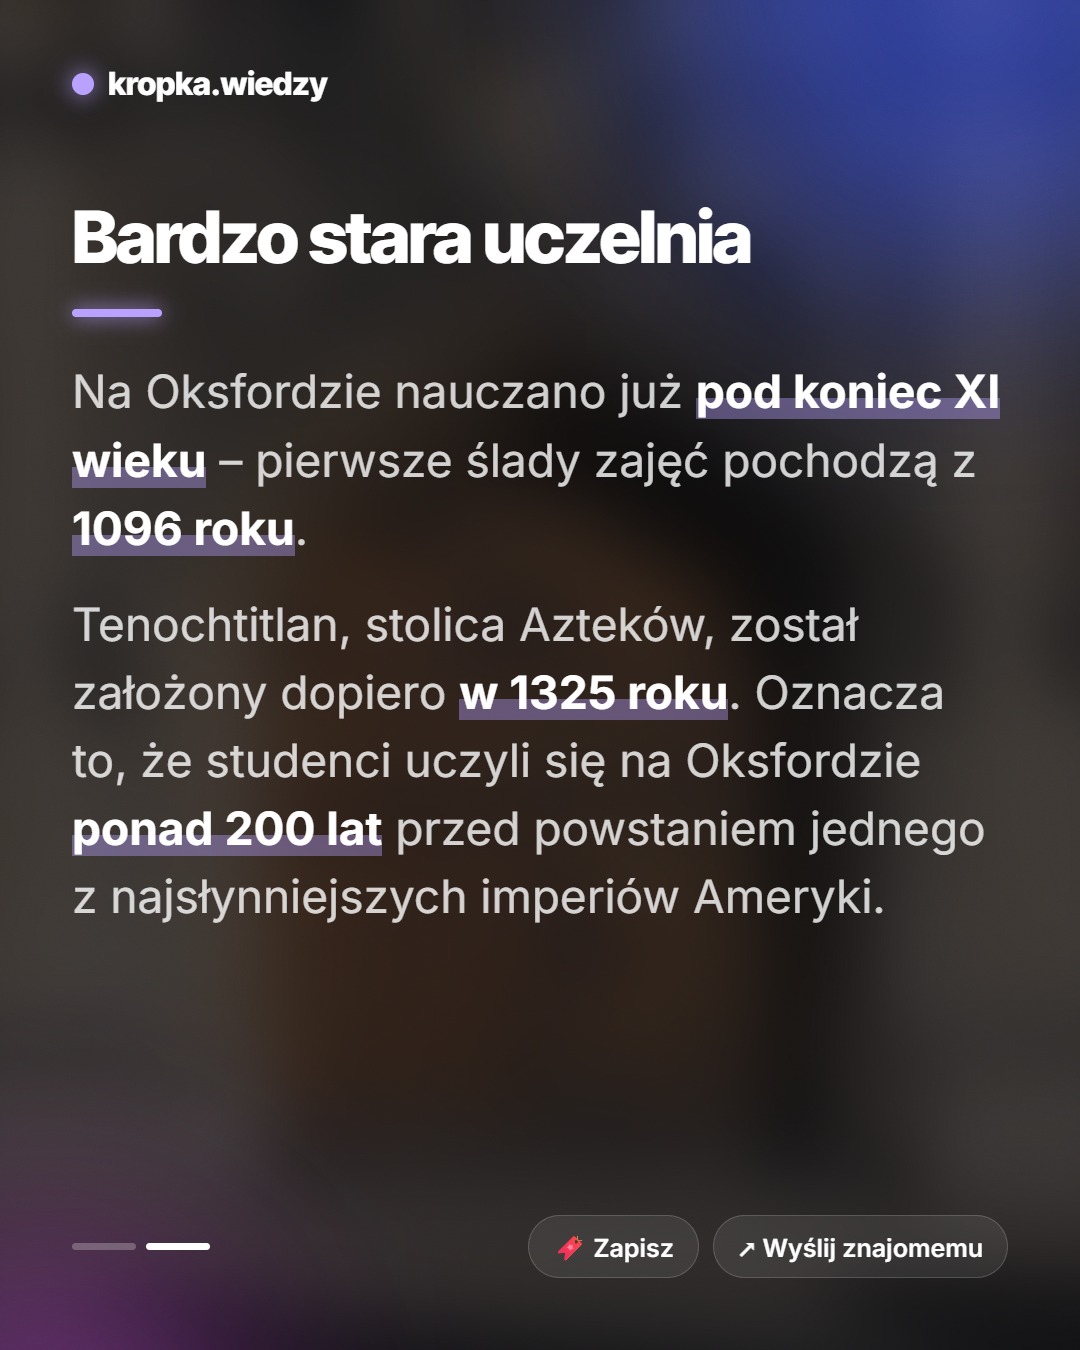 kropka.wiedzy
Bardzo stara uczelnia
Na Oksfordzie nauczano już pod koniec XI
wieku – pierwsze ślady zajęć pochodzą z
1096 roku.
Tenochtitlan, stolica Azteków, został
założony dopiero w 1325 roku. Oznacza
to, że studenci uczyli się na Oksfordzie
ponad 200 lat przed powstaniem jednego
z najsłynniejszych imperiów Ameryki.
Zapisz
↗ Wyślij znajomemu